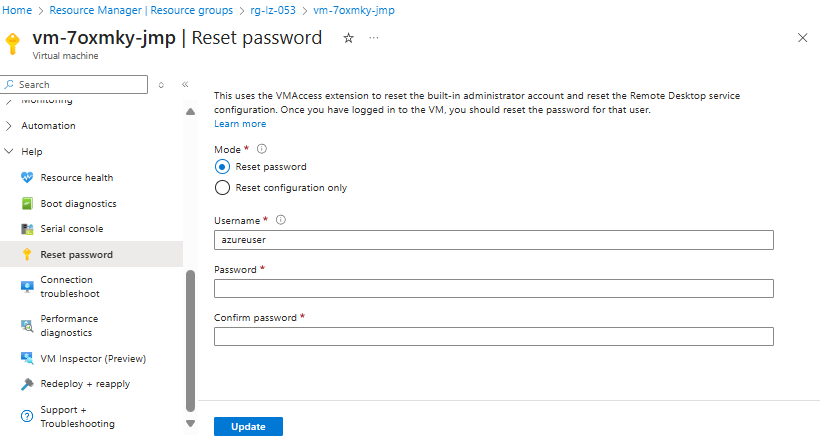 Home > Resource Manager | Resource groups > rg-lz-053 > vm-7oxmky-jmp
vm-7oxmky-jmp | Reset password ☆ ...
Virtual machine
Search
Monitoring
Automation
Help
Resource health
Boot diagnostics
Serial console
Reset password
Connection
troubleshoot
Performance
diagnostics
VM Inspector (Preview)
Redeploy + reapply
Support +
Troubleshooting
This uses the VMAccess extension to reset the built-in administrator account and reset the Remote Desktop service
configuration. Once you have logged in to the VM, you should reset the password for that user.
Learn more
Mode *
Reset password
Reset configuration only
Username *
azureuser
Password *
Confirm password *
Update